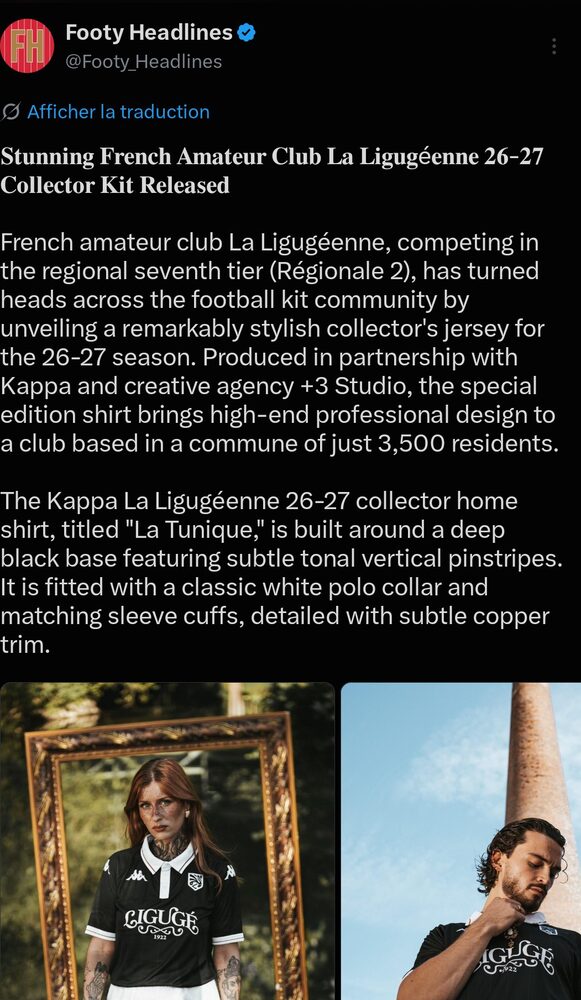 Footy Headlines
@Footy_Headlines
Afficher la traduction
Stunning French Amateur Club La Ligugéenne 26-27
Collector Kit Released
French amateur club La Ligugéenne, competing in
the regional seventh tier (Régionale 2), has turned
heads across the football kit community by
unveiling a remarkably stylish collector's jersey for
the 26-27 season. Produced in partnership with
Kappa and creative agency +3 Studio, the special
edition shirt brings high-end professional design to
a club based in a commune of just 3,500 residents.
The Kappa La Ligugéenne 26-27 collector home
shirt, titled "La Tunique," is built around a deep
black base featuring subtle tonal vertical pinstripes.
It is fitted with a classic white polo collar and
matching sleeve cuffs, detailed with subtle copper
trim.
FH
LIGUGÉ
1922
LIGUGÉ
1922